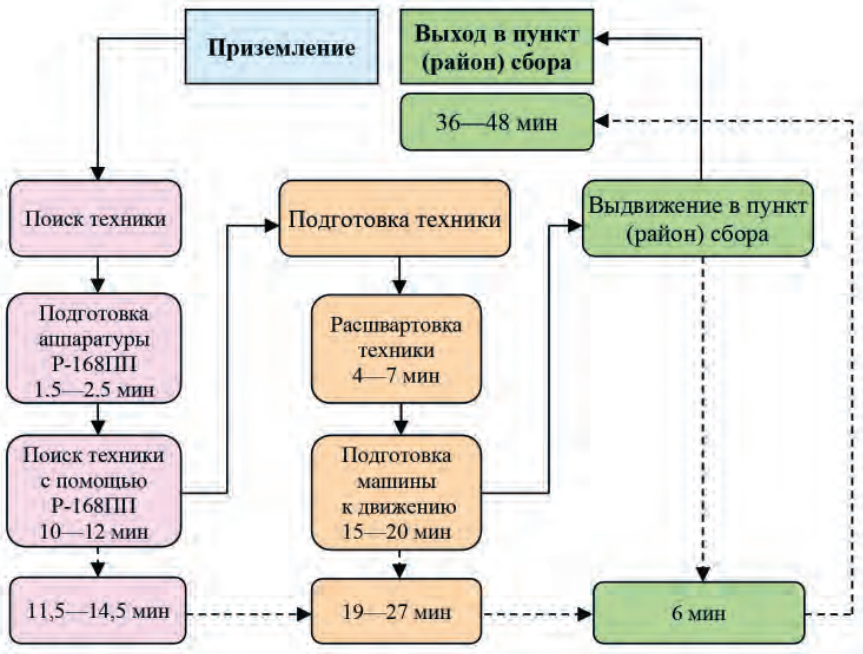 Приземление
Выход в пункт
(район) сбора
36—48 мин
Поиск техники
Подготовка
аппаратуры
Р-168ПП
1.5—2.5 мин
Поиск техники
с помощью
Р-168ПП
10—12 мин
11,5—14,5 мин
Подготовка техники
Расшвартовка
техники
4—7 мин
Подготовка
машины
к движению
15—20 мин
19—27 мин
Выдвижение в пункт
(район) сбора
6 мин